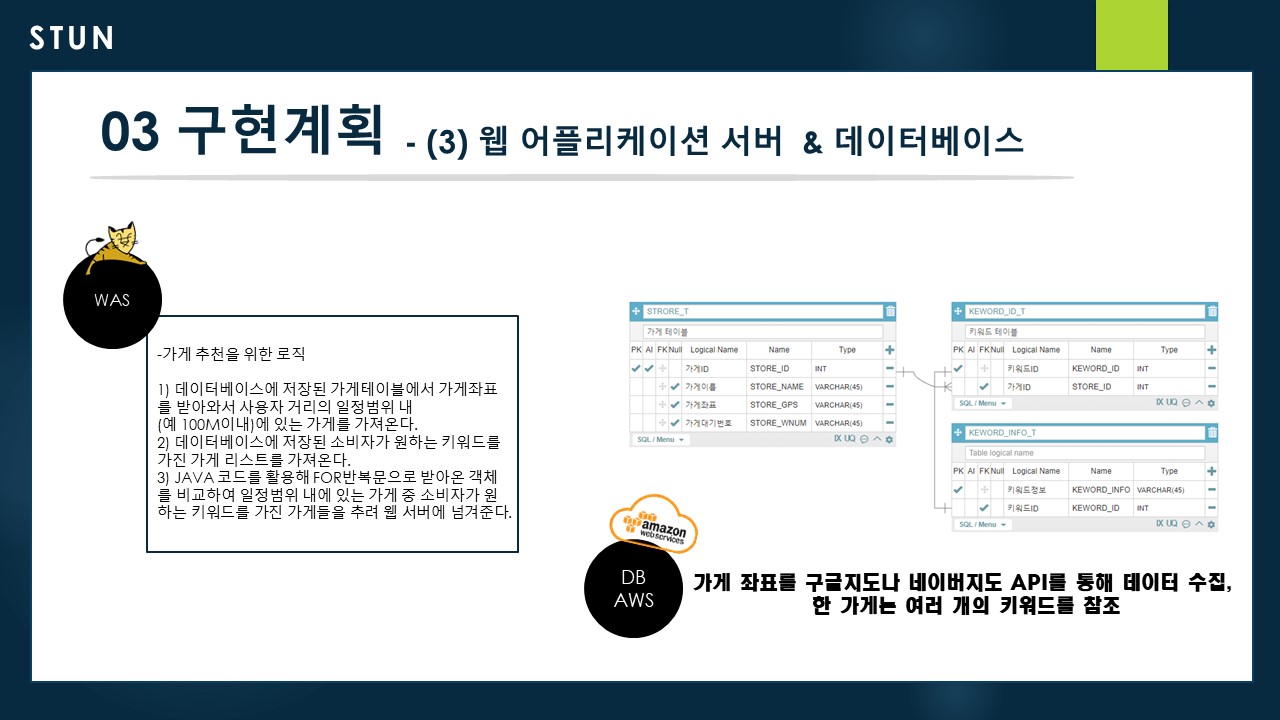 STUN
03 구현계획 - (3) 웹 어플리케이션 서버 & 데이터베이스
WAS
-가게 추천을 위한 로직
1) 데이터베이스에 저장된 가게테이블에서 가게좌표
를 받아와서 사용자 거리의 일정범위 내
(예 100M이내)에 있는 가게를 가져온다.
2) 데이터베이스에 저장된 소비자가 원하는 키워드를
가진 가게 리스트를 가져온다.
3) JAVA 코드를 활용해 FOR반복문으로 받아온 객체
를 비교하여 일정범위 내에 있는 가게 중 소비자가 원
하는 키워드를 가진 가게들을 추려 웹 서버에 넘겨준다.
STRORE_T
가게 테이블
PK AI FK Null Logical Name Name Type
가게ID STORE_ID INT
가게이름 STORE_NAME VARCHAR(45)
가게좌표 STORE_GPS VARCHAR(45)
가게대기번호 STORE_WNUM VARCHAR(45)
SQL / Menu IX UQ
KEWORD_ID_T
키워드 테이블
PK AI FK Null Logical Name Name Type
키워드ID KEWORD_ID INT
가게ID STORE_ID INT
SQL / Menu IX UQ
KEWORD_INFO_T
Table logical name
PK AI FK Null Logical Name Name Type
키워드정보 KEWORD_INFO VARCHAR(45)
키워드ID KEWORD_ID INT
SQL / Menu IX UQ
amazon
webservices
DB
AWS
가게 좌표를 구글지도나 네이버지도 API를 통해 테이터 수집,
한 가게는 여러 개의 키워드를 참조